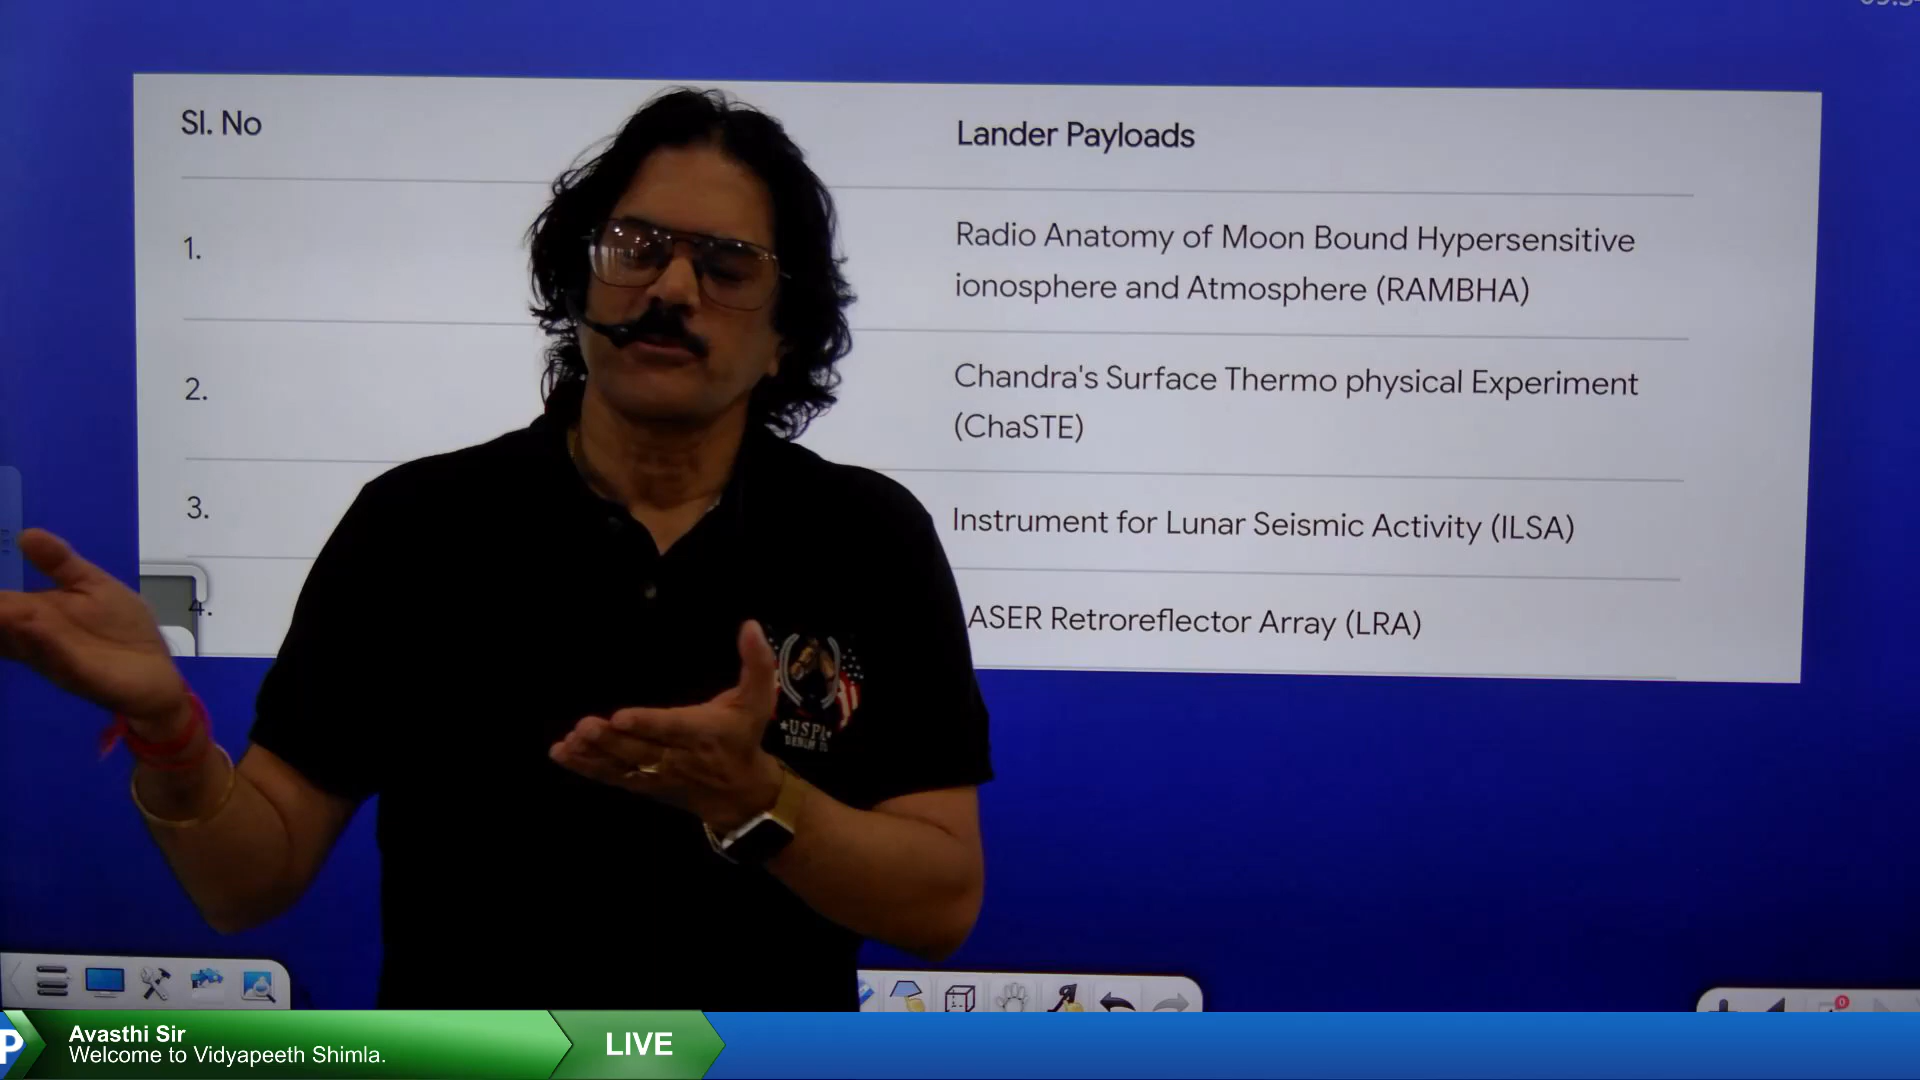 Sl. No
Lander Payloads
1.
Radio Anatomy of Moon Bound Hypersensitive
ionosphere and Atmosphere (RAMBHA)
2.
Chandra's Surface Thermo physical Experiment
(ChaSTE)
3.
Instrument for Lunar Seismic Activity (ILSA)
4.
ASER Retroreflector Array (LRA)
0
P
Avasthi Sir
Welcome to Vidyapeeth Shimla.
LIVE